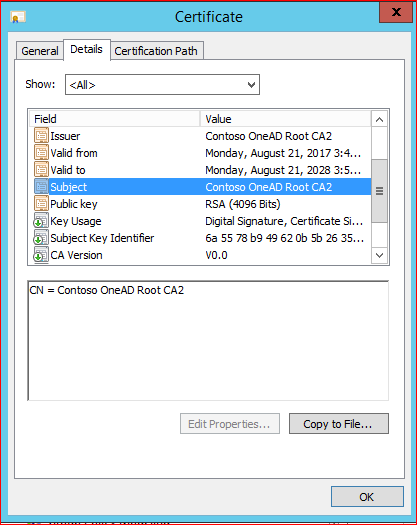 Certificate
x
General Details Certification Path
Show: <All>
Field Value
Issuer Contoso OneAD Root CA2
Valid from Monday, August 21, 2017 3:4...
Valid to Monday, August 21, 2028 3:5...
Subject Contoso OneAD Root CA2
Public key RSA (4096 Bits)
Key Usage Digital Signature, Certificate Si...
Subject Key Identifier 6a 55 78 b9 49 62 0b 5b 26 35...
CA Version V0.0
CN = Contoso OneAD Root CA2
Edit Properties... Copy to File...
OK